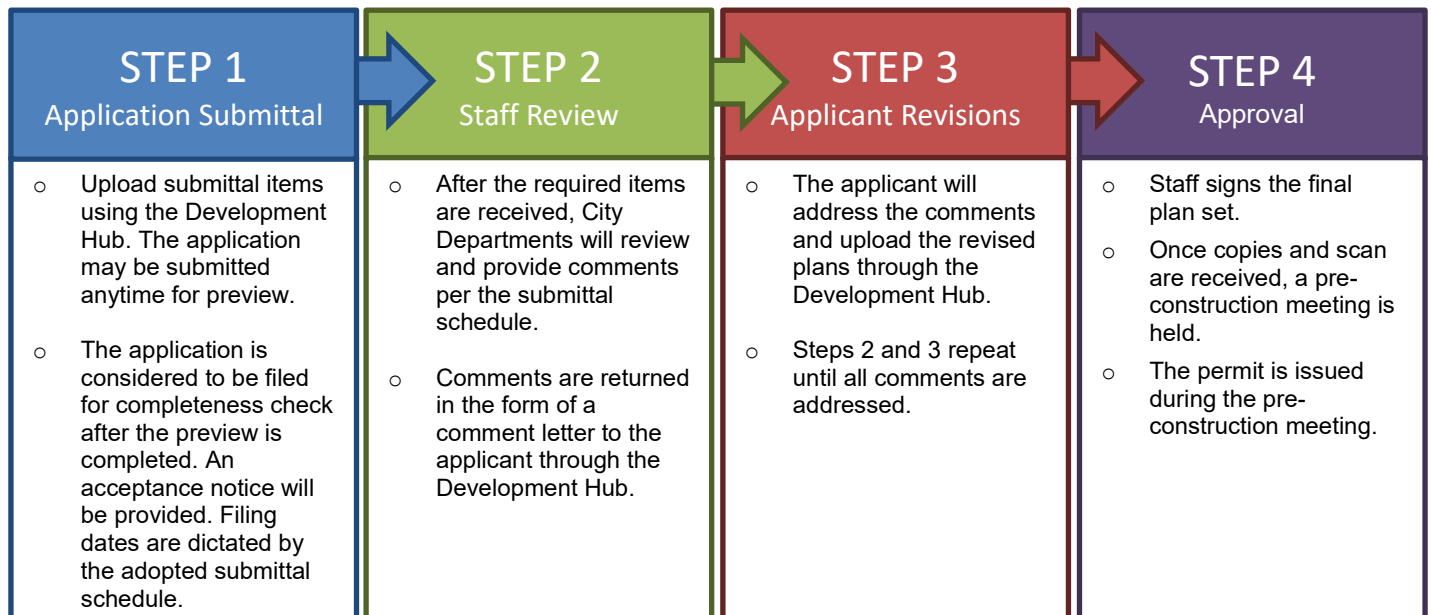 STEP 1
Application Submittal
○ Upload submittal items
using the Development
Hub. The application
may be submitted
anytime for preview.
○ The application is
considered to be filed
for completeness check
after the preview is
completed. An
acceptance notice will
be provided. Filing
dates are dictated by
the adopted submittal
schedule.
STEP 2
Staff Review
○ After the required items
are received, City
Departments will review
and provide comments
per the submittal
schedule.
○ Comments are returned
in the form of a
comment letter to the
applicant through the
Development Hub.
STEP 3
Applicant Revisions
○ The applicant will
address the comments
and upload the revised
plans through the
Development Hub.
○ Steps 2 and 3 repeat
until all comments are
addressed.
STEP 4
Approval
○ Staff signs the final
plan set.
○ Once copies and scan
are received, a pre-
construction meeting is
held.
○ The permit is issued
during the pre-
construction meeting.